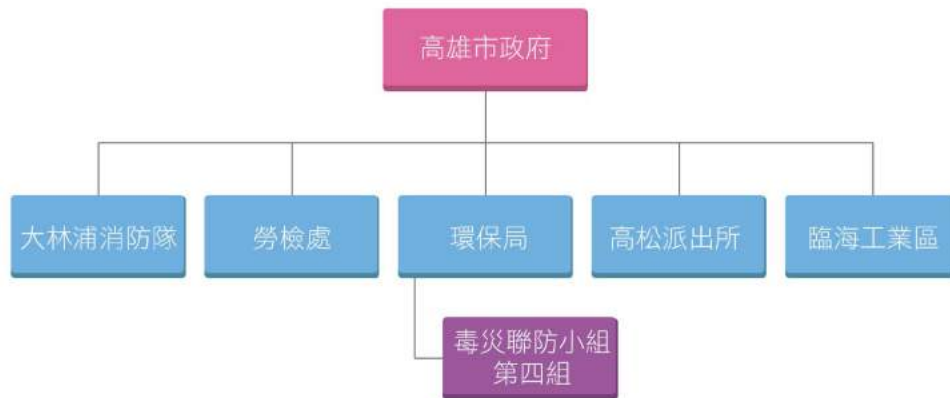 高雄市政府
大林浦消防隊
勞檢處
環保局
高松派出所
臨海工業區
毒災聯防小組
第四組